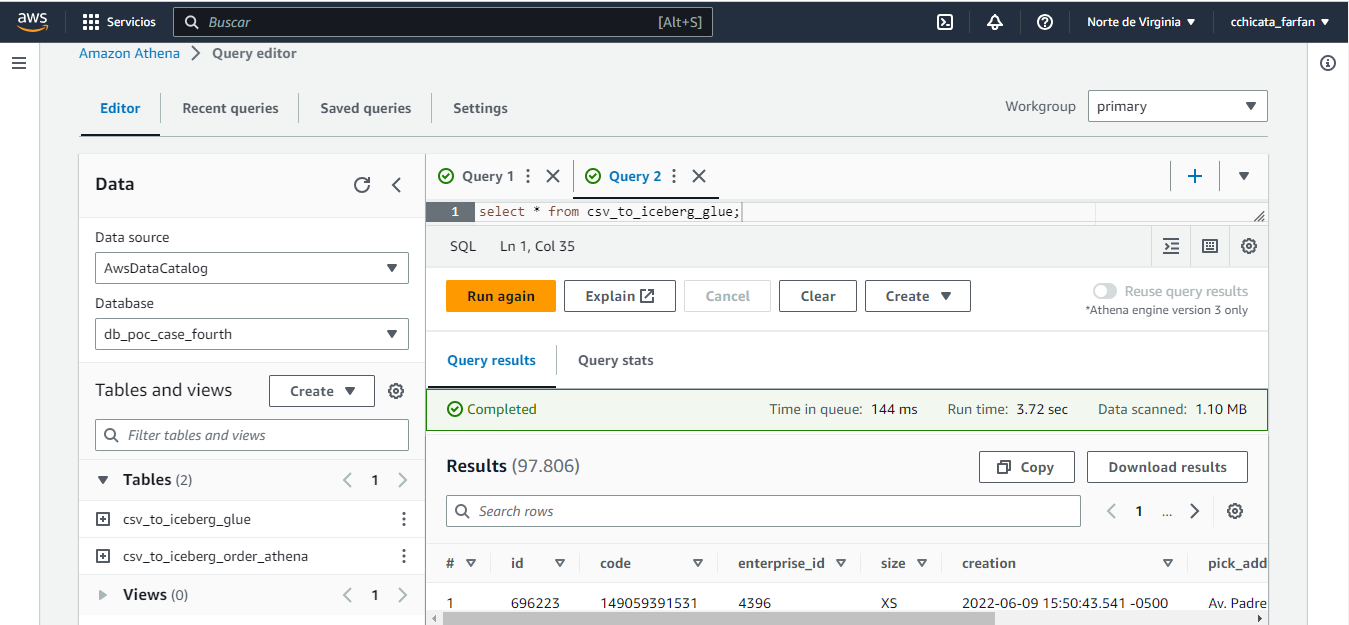 aws
Servicios
Buscar
[Alt+S]
Norte de Virginia
cchicata_farfan
Amazon Athena
Query editor
Editor
Recent queries
Saved queries
Settings
Workgroup
primary
Data
Data source
AwsDataCatalog
Database
db_poc_case_fourth
Tables and views
Create
Filter tables and views
Tables (2)
1
csv_to_iceberg_glue
csv_to_iceberg_order_athena
Views (0)
1
Query 1
Query 2
1 select * from csv_to_iceberg_glue;
SQL Ln 1, Col 35
Run again
Explain
Cancel
Clear
Create
Reuse query results
*Athena engine version 3 only
Query results
Query stats
Completed
Time in queue: 144 ms
Run time: 3.72 sec
Data scanned: 1.10 MB
Results (97.806)
Copy
Download results
Search rows
1 ...
# id code enterprise_id size creation pick_add
1 696223 149059391531 4396 XS 2022-06-09 15:50:43.541 -0500 Av. Padre